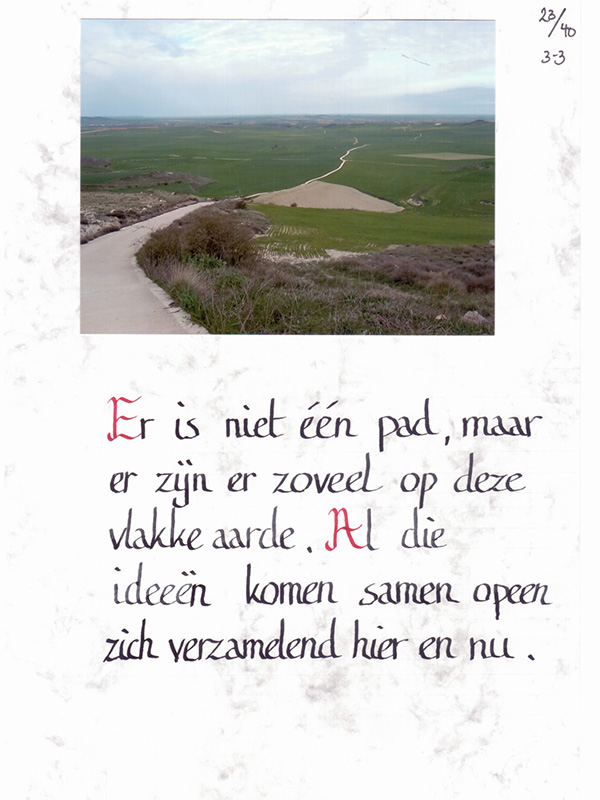 23/40
3-3
Er is niet één pad, maar
er zijn er zoveel op deze
vlakke aarde. Al die
ideeën komen samen opeen
zich verzamelend hier en nu.